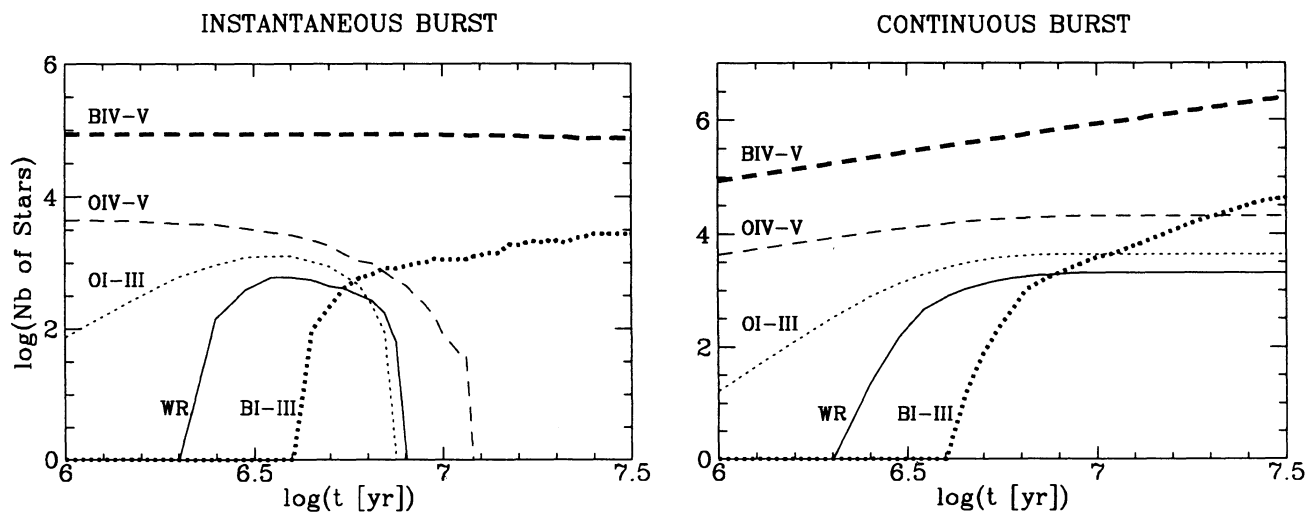 INSTANTANEOUS BURST
log(Nb of Stars)
6
4
2
0
BIV-V
OIV-V
OI-III
WR
BI-III
6
6.5
7
7.5
log(t [yr])
CONTINUOUS BURST
6
4
2
0
BIV-V
OIV-V
OI-III
WR
BI-III
6
6.5
7
7.5
log(t [yr])